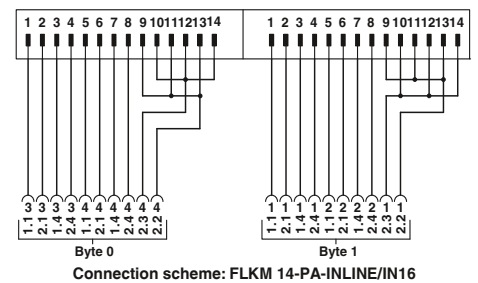 1 2 3 4 5 6 7 8 9 10 11 12 13 14
1 2 3 4 5 6 7 8 9 10 11 12 13 14
3 3 3 3 4 4 4 4 4 4
1.1 2.1 1.4 2.4 1.1 2.1 1.4 2.4 2.3 2.2
1 1 1 1 2 2 2 2 1 1
1.1 2.1 1.4 2.4 1.1 2.1 1.4 2.4 2.3 2.2
Byte 0
Byte 1
Connection scheme: FLKM 14-PA-INLINE/IN16